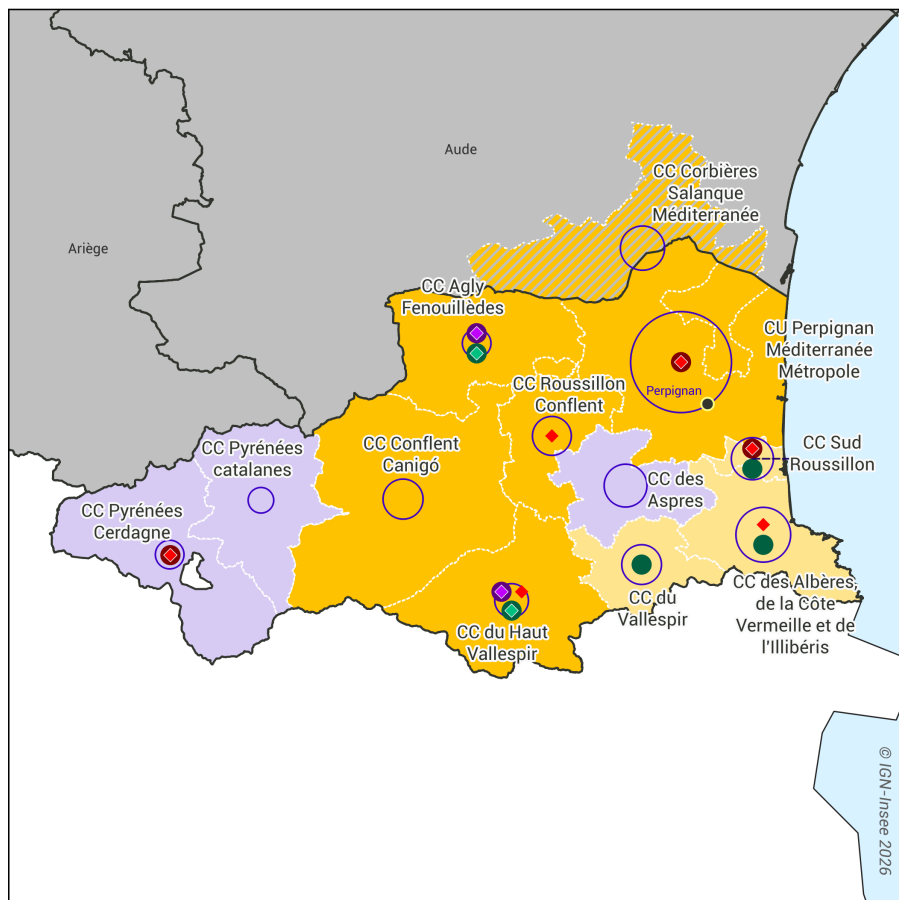 Aude
CC Corbières
Salanque
Méditerranée
Ariège
CC Agly
Fenouillèdes
CU Perpignan
Méditerranée
Métropole
CC Roussillon
Conflent
Perpignan
CC Pyrénées
catalanes
CC Conflent
Canigó
CC Sud
Roussillon
CC des
Aspres
CC Pyrénées
Cerdagne
CC des Albères,
de la Côte
Vermeille et de
l'Illibéris
CC du
Vallespir
CC du Haut
Vallespir
© IGN-Insee 2026